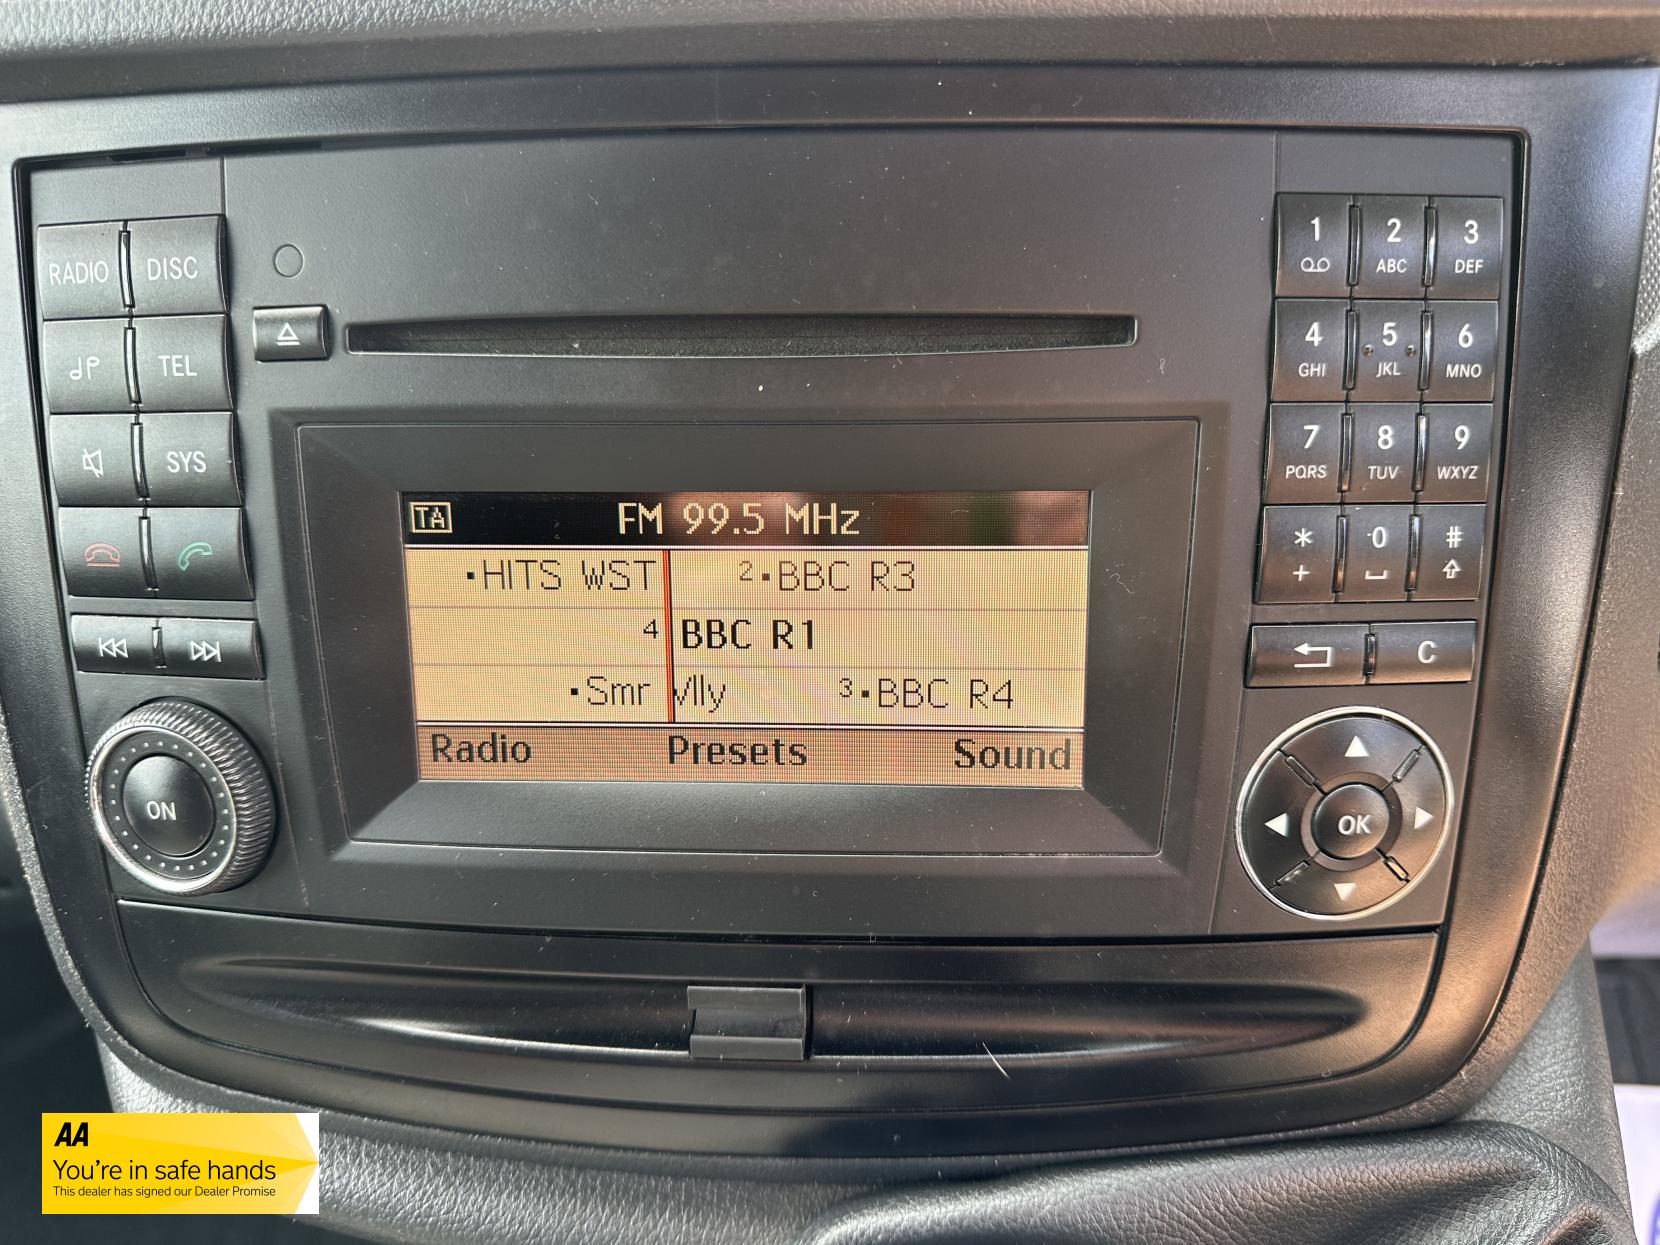 RADIO DISC
TEL
SYS
ON
TA FM 99.5 MHz
•HITS WST 2•BBC R3
4 BBC R1
•Smr Vlly 3•BBC R4
Radio Presets Sound
1 2 3
ABC DEF
4 5 6
GHI JKL MNO
7 8 9
PQRS TUV WXYZ
* 0 #
+
C
OK
AA
You're in safe hands
This dealer has signed our Dealer Promise